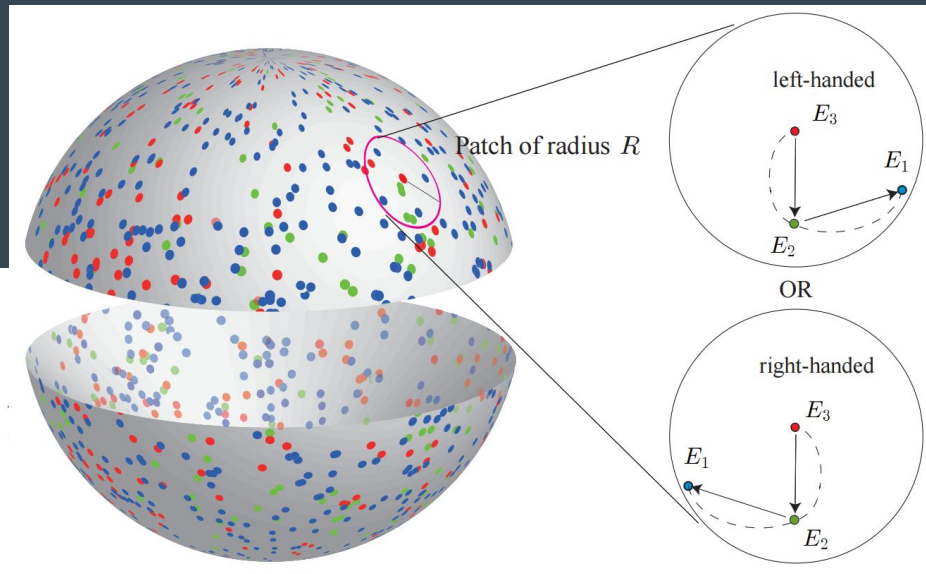 Patch of radius R
left-handed
E₃
E₁
E₂
OR
right-handed
E₃
E₁
E₂